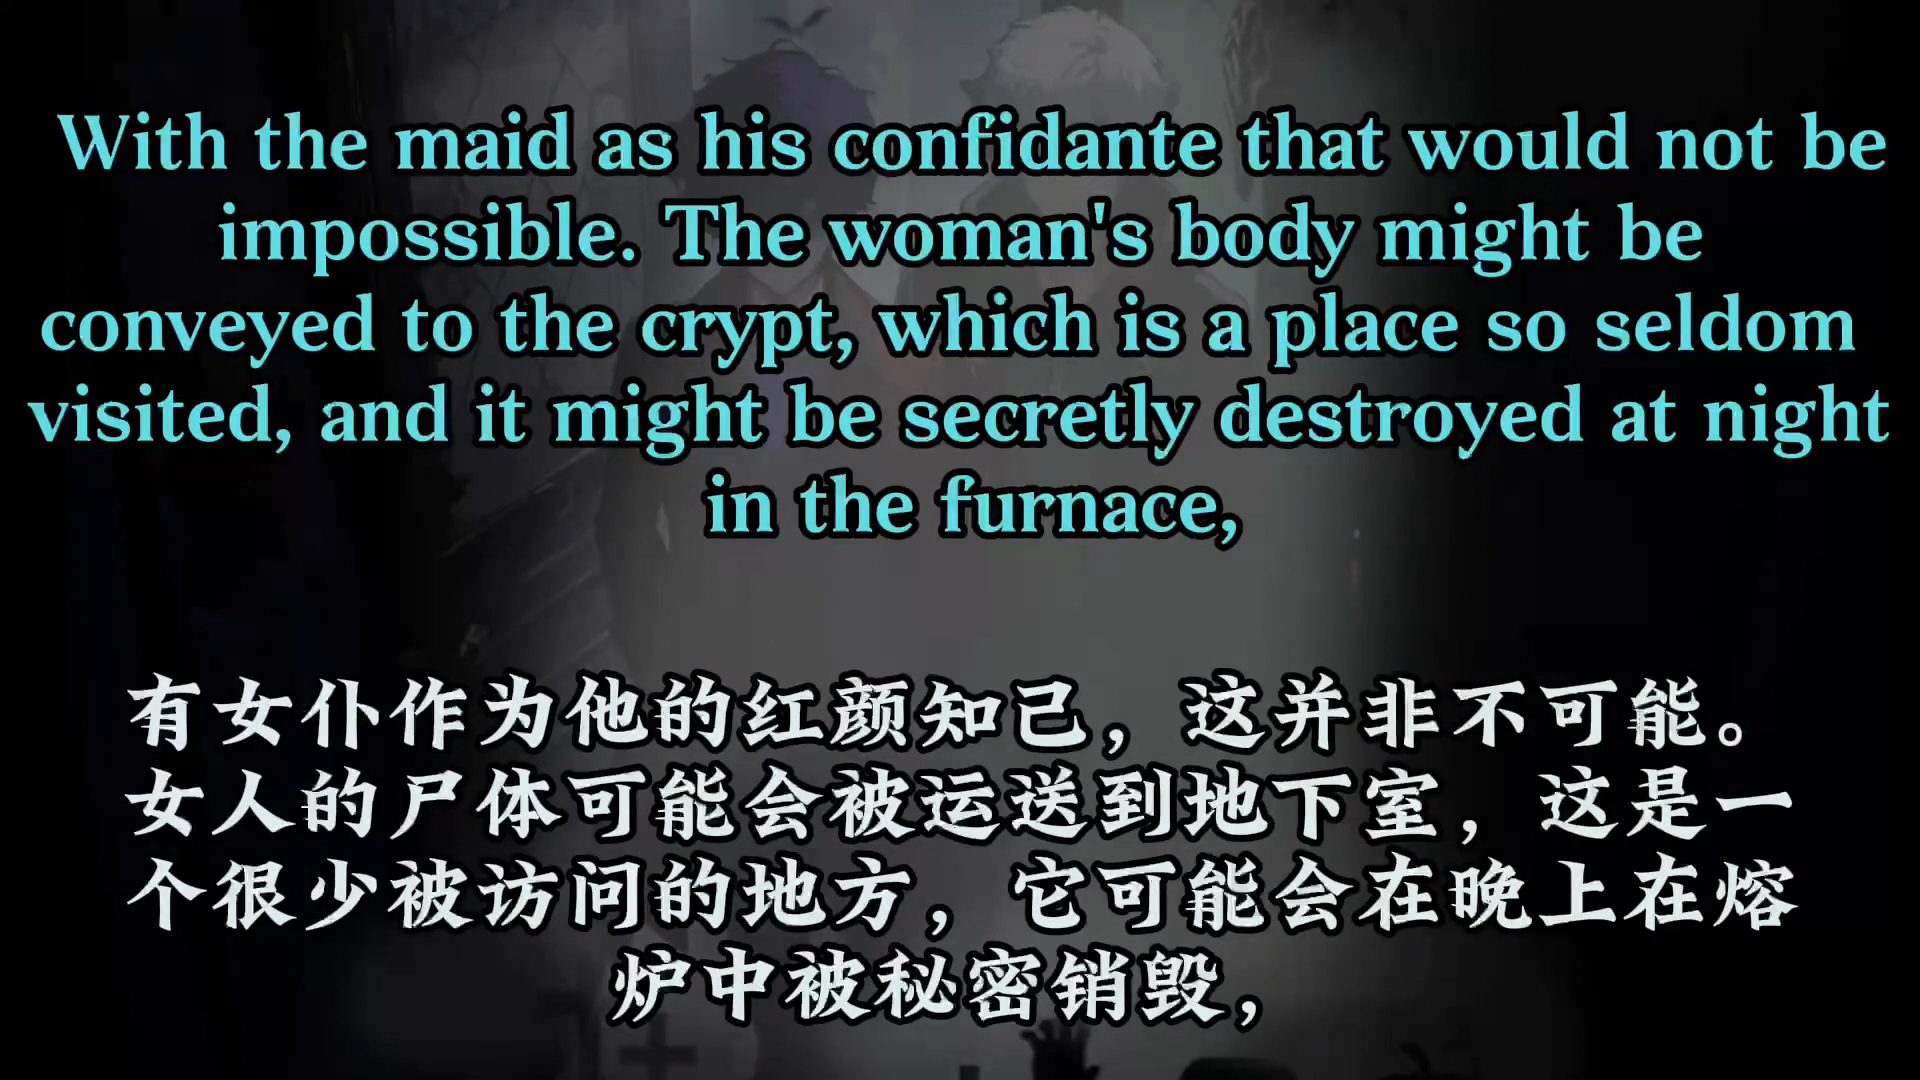 With the maid as his confidante that would not be
impossible. The woman's body might be
conveyed to the crypt, which is a place so seldom
visited, and it might be secretly destroyed at night
in the furnace,
有女仆作为他的红颜知己，这并非不可能。
女人的尸体可能会被运送到地下室，这是一
个很少被访问的地方，它可能会在晚上在熔
炉中被秘密销毁，